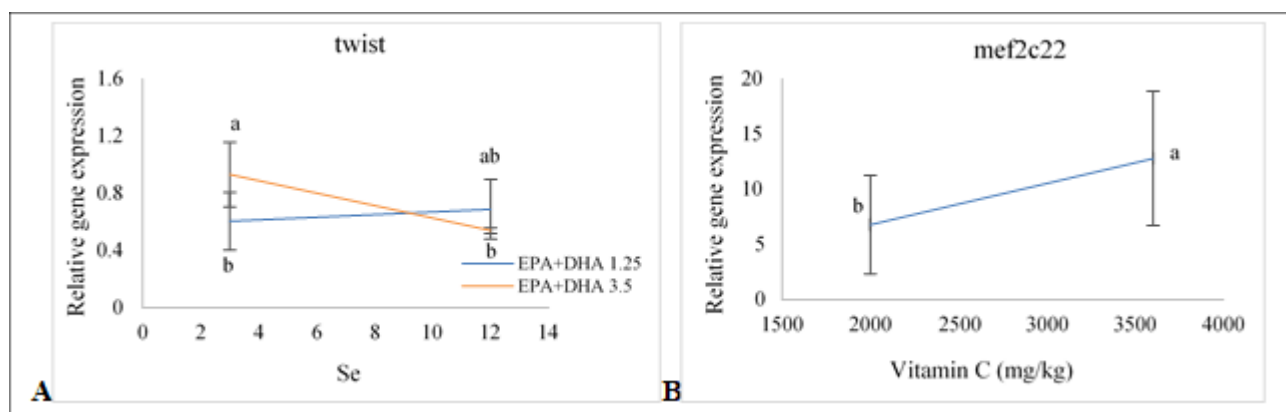 twist
Relative gene expression
1.6
1.2
0.8
0.4
0
a
b
ab
b
EPA+DHA 1.25
EPA+DHA 3.5
0 2 4 6 8 10 12 14
Se
A
mef2c22
Relative gene expression
20
15
10
5
0
b
a
1500 2000 2500 3000 3500 4000
Vitamin C (mg/kg)
B